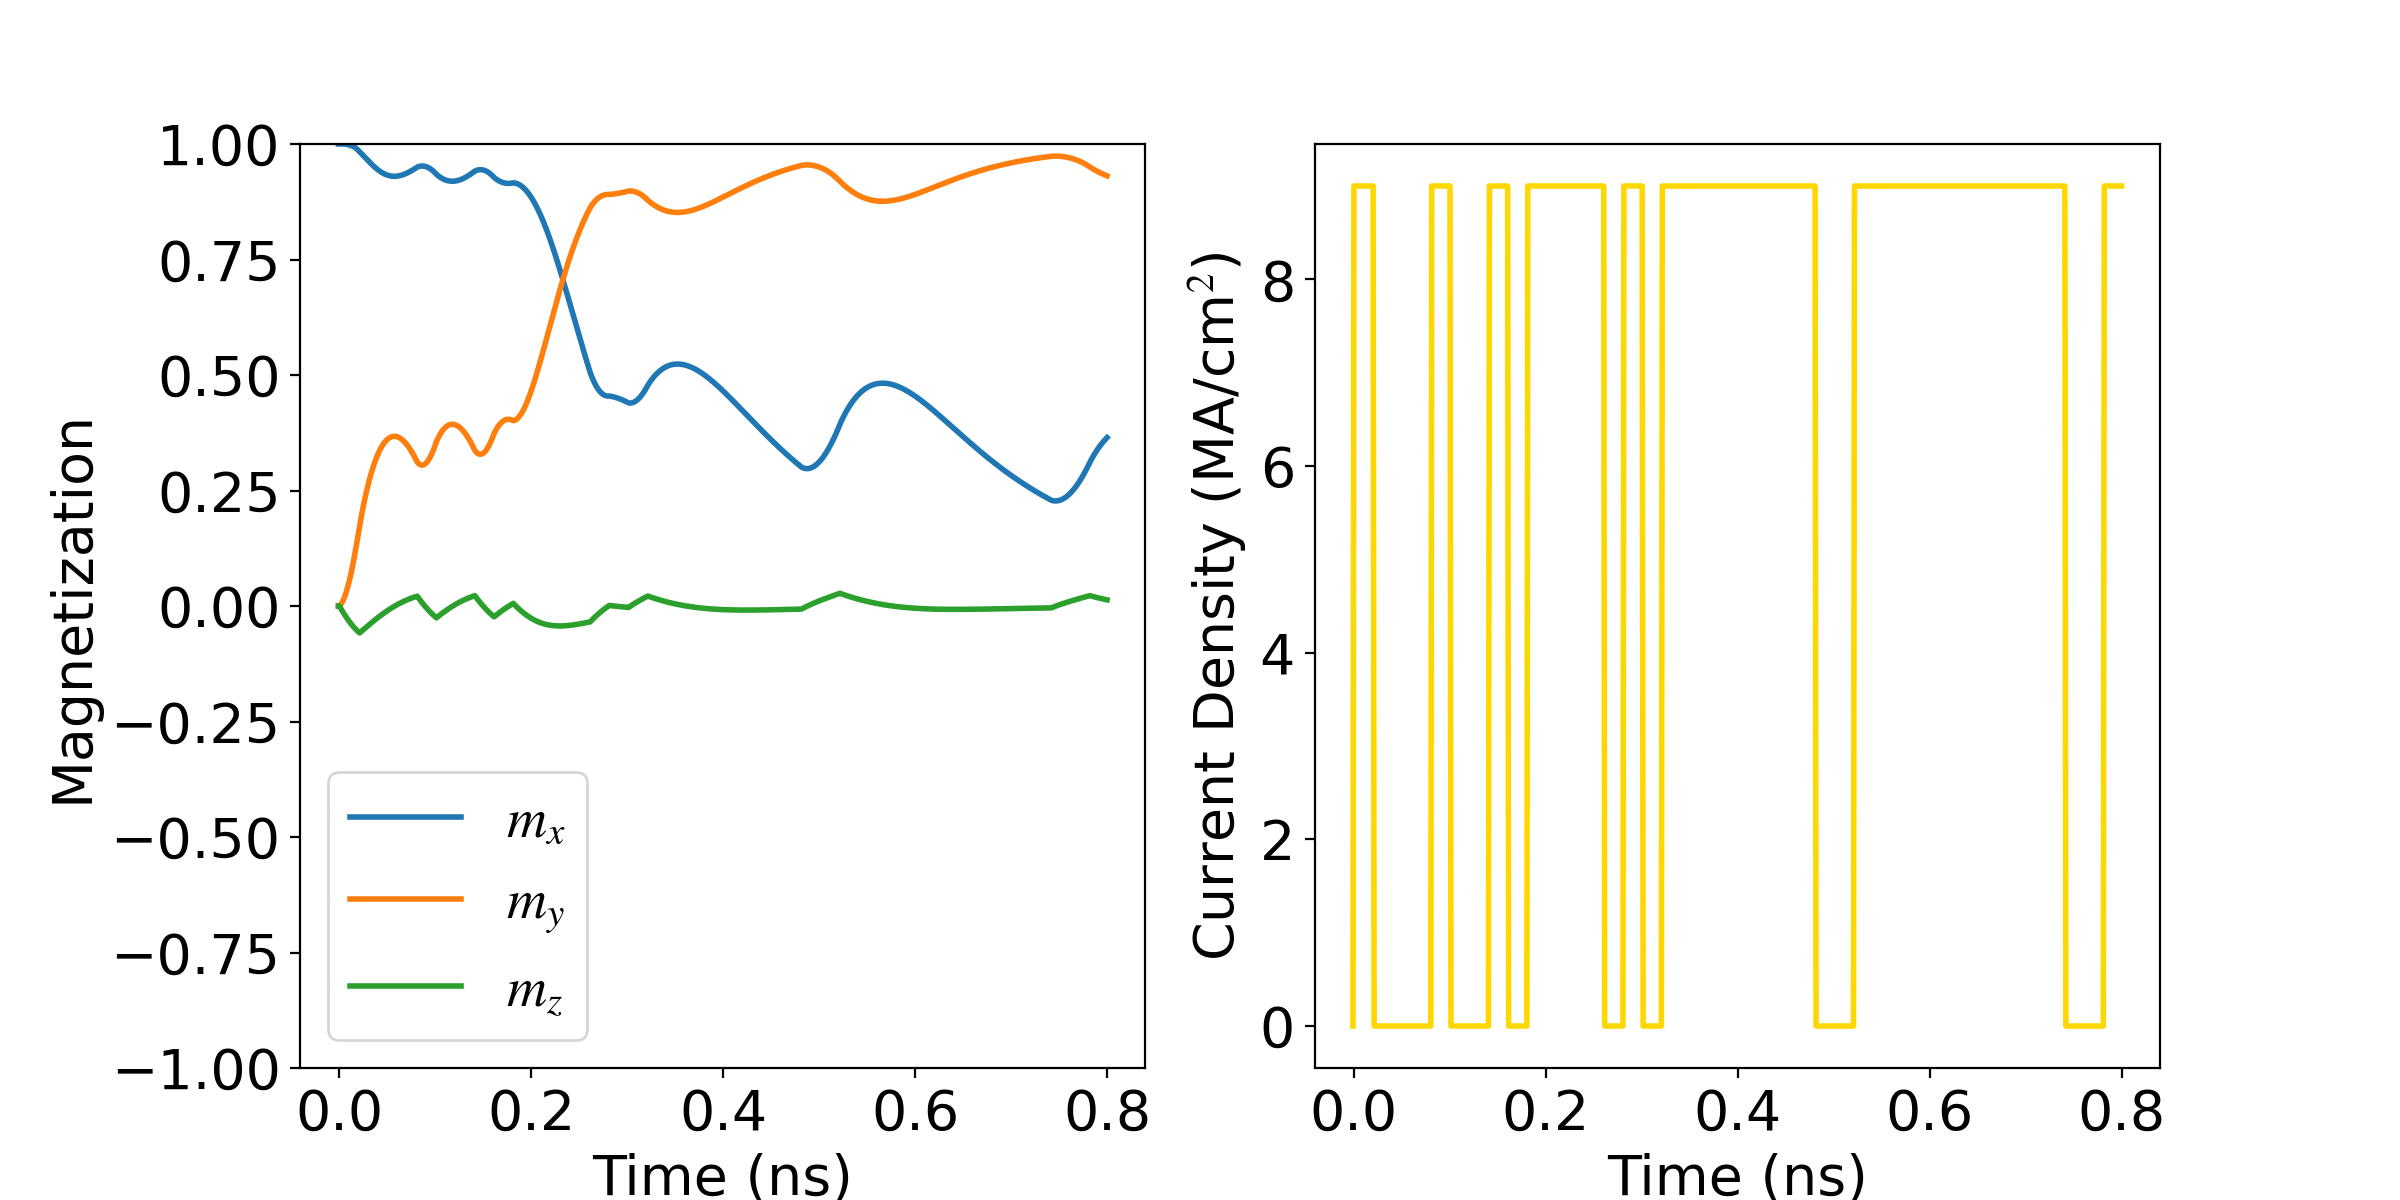 Magnetization
1.00
0.75
0.50
0.25
0.00
−0.25
−0.50
−0.75
−1.00
m_x
m_y
m_z
0.0 0.2 0.4 0.6 0.8
Time (ns)
Current Density (MA/cm²)
8
6
4
2
0
0.0 0.2 0.4 0.6 0.8
Time (ns)